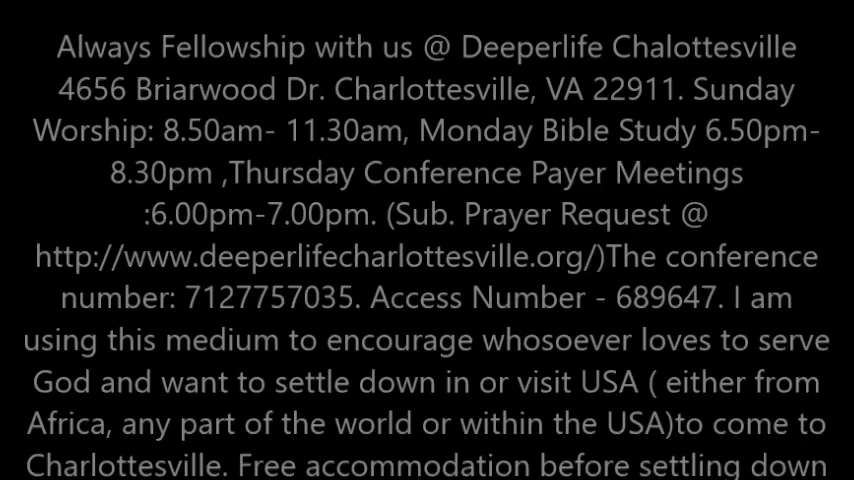 Always Fellowship with us @ Deeperlife Chalottesville
4656 Briarwood Dr. Charlottesville, VA 22911. Sunday
Worship: 8.50am- 11.30am, Monday Bible Study 6.50pm-
8.30pm ,Thursday Conference Payer Meetings
:6.00pm-7.00pm. (Sub. Prayer Request @
http://www.deeperlifecharlottesville.org/)The conference
number: 7127757035. Access Number - 689647. I am
using this medium to encourage whosoever loves to serve
God and want to settle down in or visit USA ( either from
Africa, any part of the world or within the USA)to come to
Charlottesville. Free accommodation before settling down